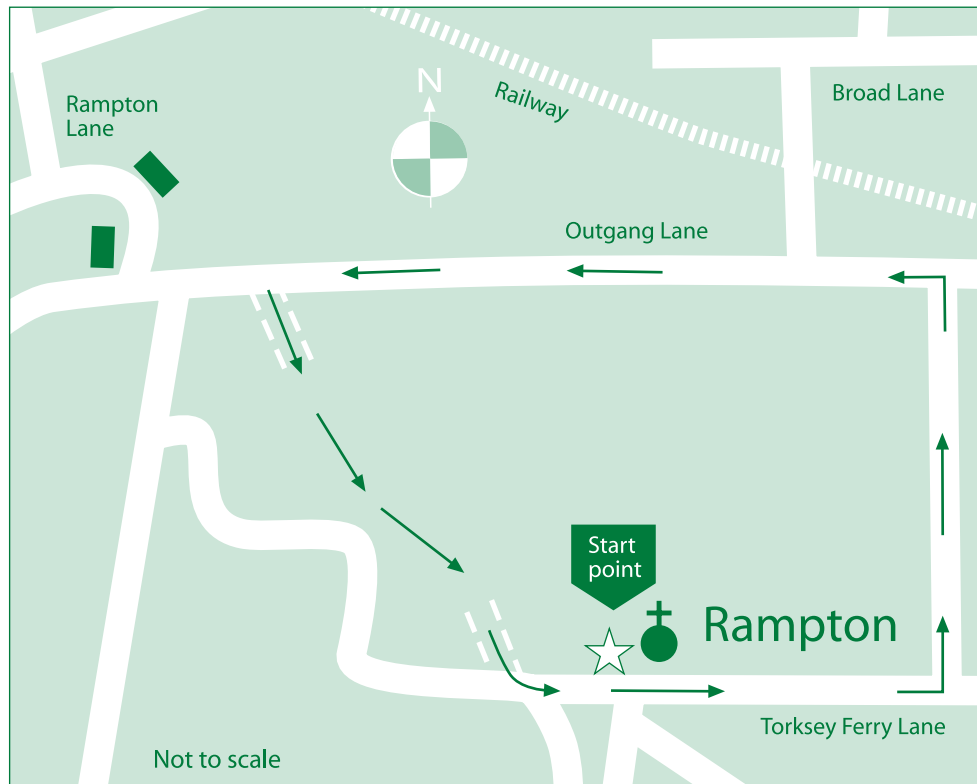 N
Railway
Broad Lane
Rampton
Lane
Outgang Lane
Start
point
Rampton
Torksey Ferry Lane
Not to scale